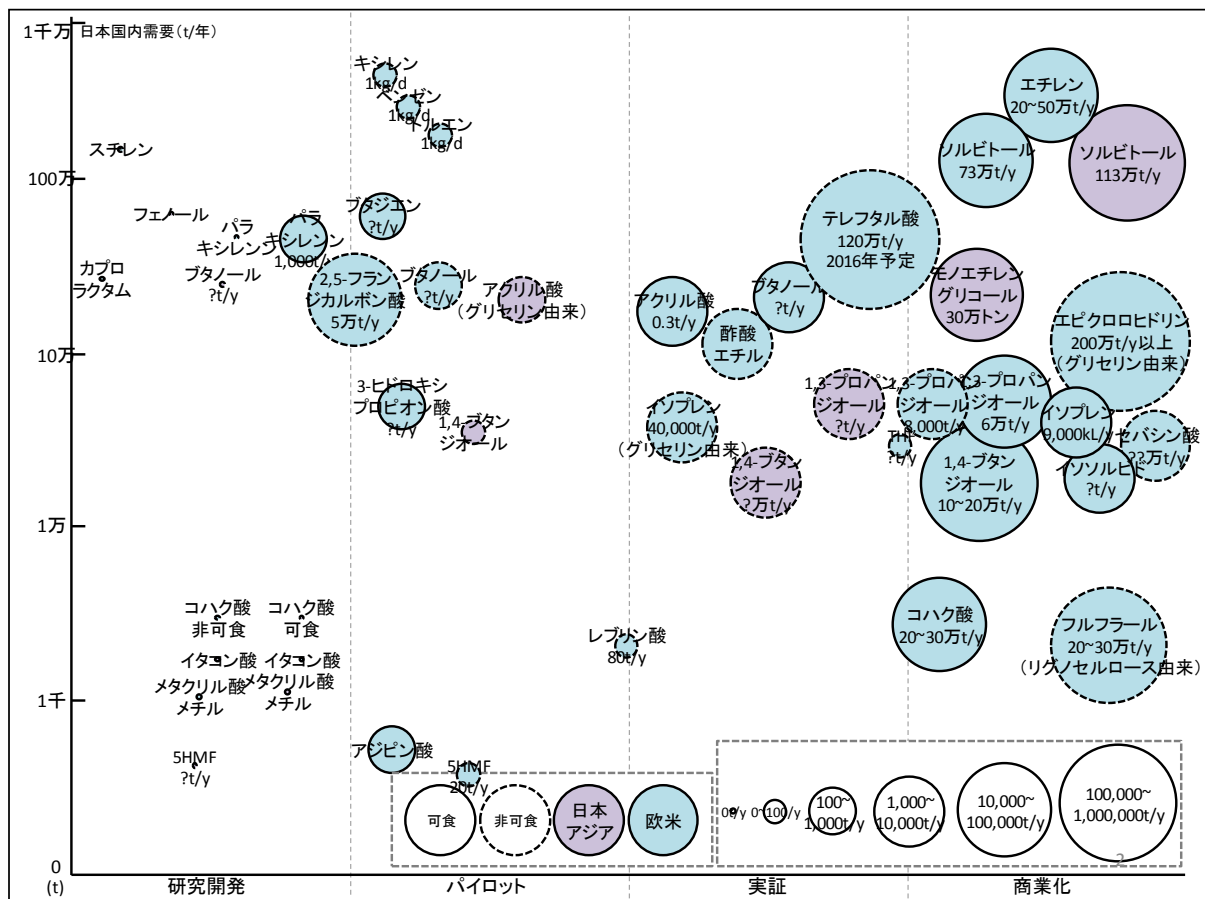 1千万
日本国内需要（t/年）
キシレン
1kg/d
ベンゼン
1kg/d
トルエン
1kg/d
エチレン
20~50万t/y
ソルビトール
73万t/y
ソルビトール
113万t/y
スチレン
100万
フェノール
パラ
キシレン
パラ
キシレン
1,000t/
ブタジエン
?t/y
テレフタル酸
120万t/y
2016年予定
カプロ
ラクタム
ブタノール
?t/y
2,5-フラン
ジカルボン酸
5万t/y
ブタノール
?t/y
アクリル酸
（グリセリン由来）
アクリル酸
0.3t/y
酢酸
エチル
ブタノール
?t/y
モノエチレン
グリコール
30万トン
エピクロロヒドリン
200万t/y以上
（グリセリン由来）
10万
3-ヒドロキシ
プロピオン酸
?t/y
1,4-ブタン
ジオール
イソプレン
40,000t/y
（グリセリン由来）
1,4-ブタン
ジオール
?万t/y
1,3-プロパン
ジオール
?t/y
1,3-プロパン
ジオール
8,000t/y
THF
?t/y
1,3-プロパン
ジオール
6万t/y
1,4-ブタン
ジオール
10~20万t/y
イソプレン
9,000kL/y
イソソルビド
?t/y
セバシン酸
??万t/y
1万
コハク酸
非可食
コハク酸
可食
イタコン酸
イタコン酸
メタクリル酸
メチル
メタクリル酸
メチル
レブリン酸
80t/y
コハク酸
20~30万t/y
フルフラール
20~30万t/y
（リグノセルロース由来）
1千
5HMF
?t/y
アジピン酸
5HMF
20t/y
可食
非可食
日本
アジア
欧米
0t/y
0~100t/y
100~
1,000t/y
1,000~
10,000t/y
10,000~
100,000t/y
100,000~
1,000,000t/y
2
0
(t)
研究開発
パイロット
実証
商業化